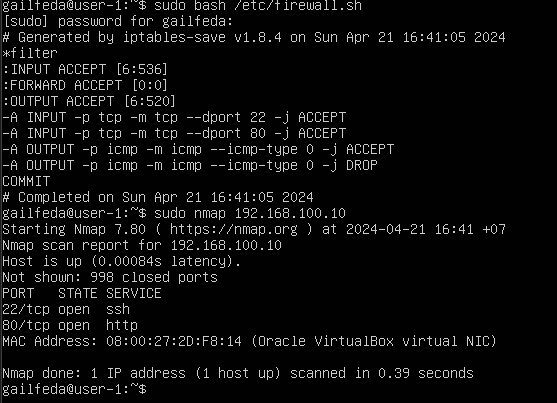 gailfeda@user-1:~$ sudo bash /etc/firewall.sh
[sudo] password for gailfeda:
# Generated by iptables-save v1.8.4 on Sun Apr 21 16:41:05 2024
*filter
:INPUT ACCEPT [6:536]
:FORWARD ACCEPT [0:0]
:OUTPUT ACCEPT [6:520]
-A INPUT -p tcp -m tcp --dport 22 -j ACCEPT
-A INPUT -p tcp -m tcp --dport 80 -j ACCEPT
-A OUTPUT -p icmp -m icmp --icmp-type 0 -j ACCEPT
-A OUTPUT -p icmp -m icmp --icmp-type 0 -j DROP
COMMIT
# Completed on Sun Apr 21 16:41:05 2024
gailfeda@user-1:~$ sudo nmap 192.168.100.10
Starting Nmap 7.80 ( https://nmap.org ) at 2024-04-21 16:41 +07
Nmap scan report for 192.168.100.10
Host is up (0.00084s latency).
Not shown: 998 closed ports
PORT   STATE SERVICE
22/tcp open  ssh
80/tcp open  http
MAC Address: 08:00:27:2D:F8:14 (Oracle VirtualBox virtual NIC)

Nmap done: 1 IP address (1 host up) scanned in 0.39 seconds
gailfeda@user-1:~$